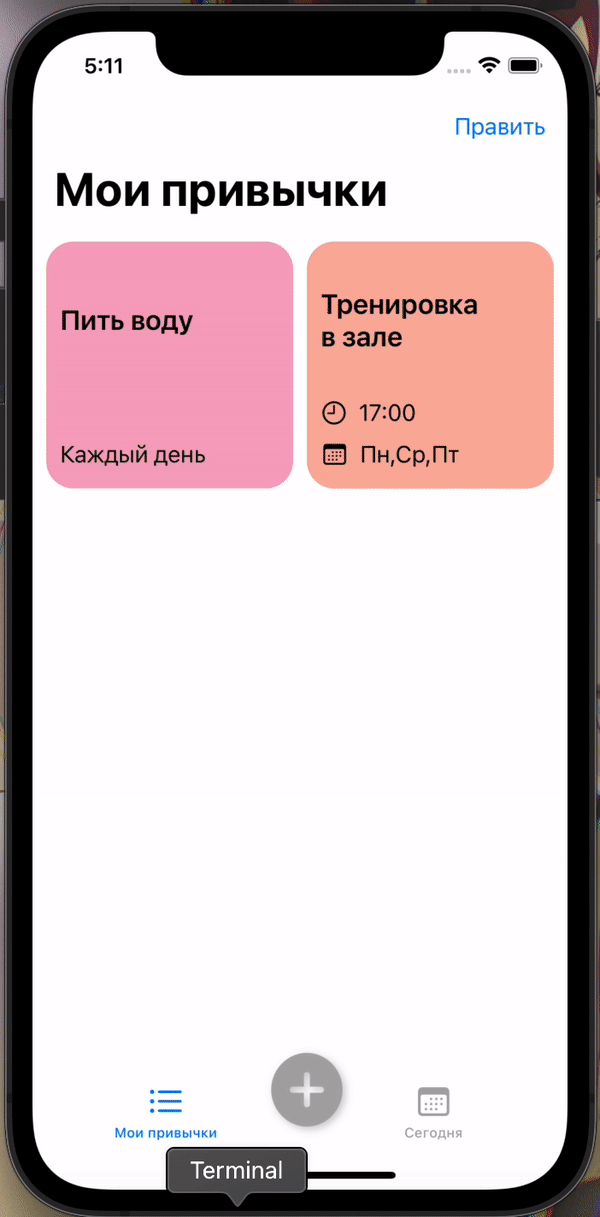 5:11
Править
Мои привычки
Пить воду
Каждый день
Тренировка
в зале
17:00
Пн,Ср,Пт
Мои привычки
Сегодня
Terminal